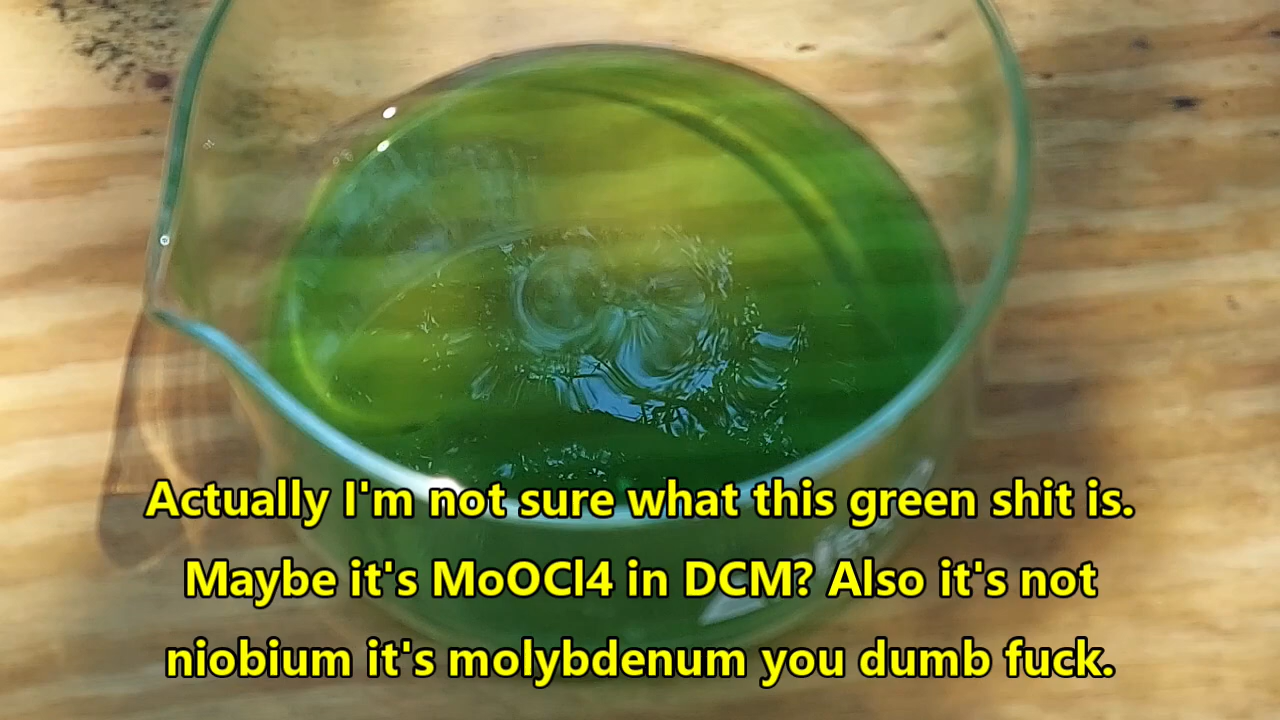 Actually I'm not sure what this green shit is.
Maybe it's MoOCl4 in DCM? Also it's not
niobium it's molybdenum you dumb fuck.